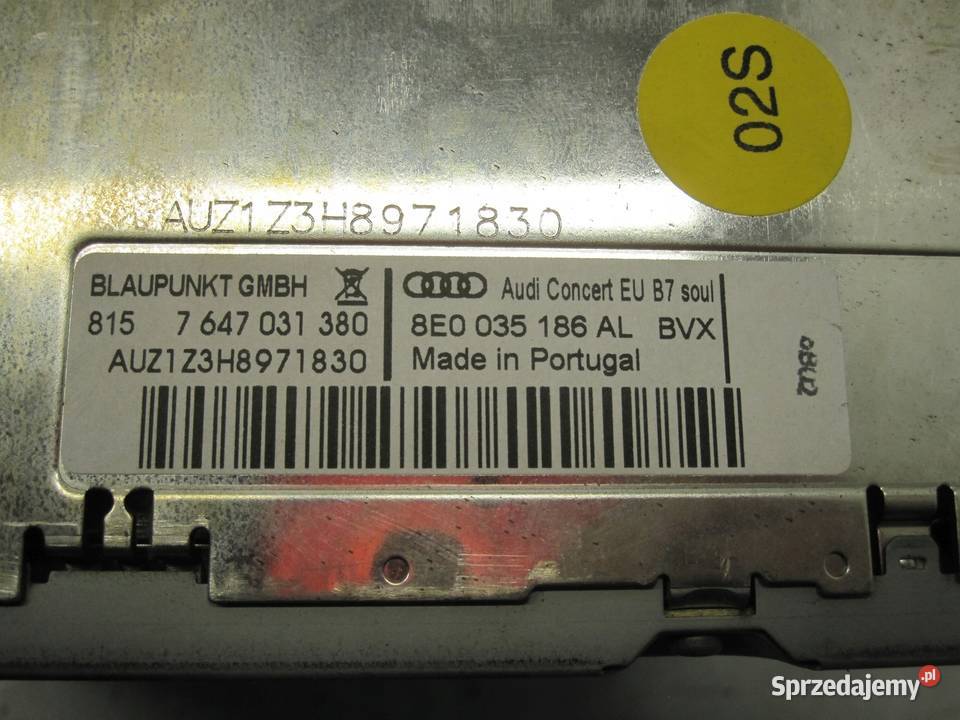 02S
AUZ1Z3H8971830
BLAUPUNKT GMBH
815 7 647 031 380
AUZ1Z3H8971830
Audi Concert EU B7 soul
8E0 035 186 AL BVX
Made in Portugal
Sprzedajemy.pl